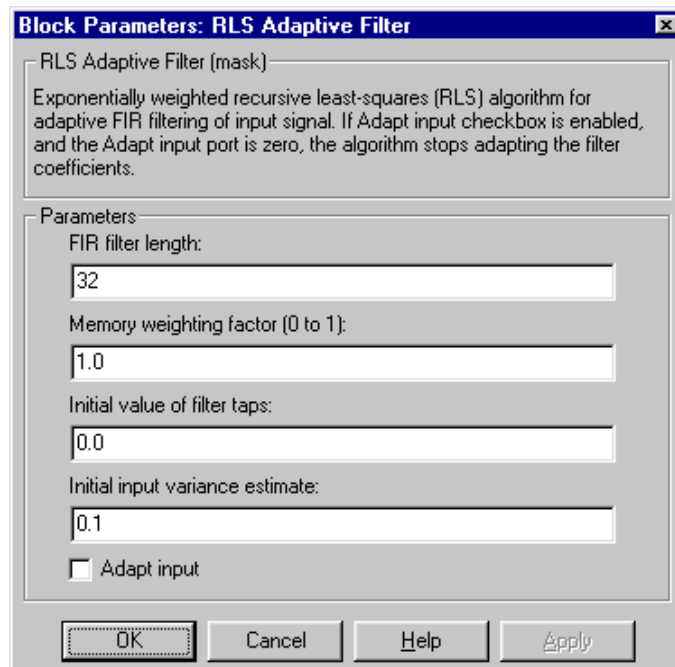 Block Parameters: RLS Adaptive Filter
RLS Adaptive Filter (mask)
Exponentially weighted recursive least-squares (RLS) algorithm for
adaptive FIR filtering of input signal. If Adapt input checkbox is enabled,
and the Adapt input port is zero, the algorithm stops adapting the filter
coefficients.
Parameters
FIR filter length:
32
Memory weighting factor (0 to 1):
1.0
Initial value of filter taps:
0.0
Initial input variance estimate:
0.1
Adapt input
OK Cancel Help Apply